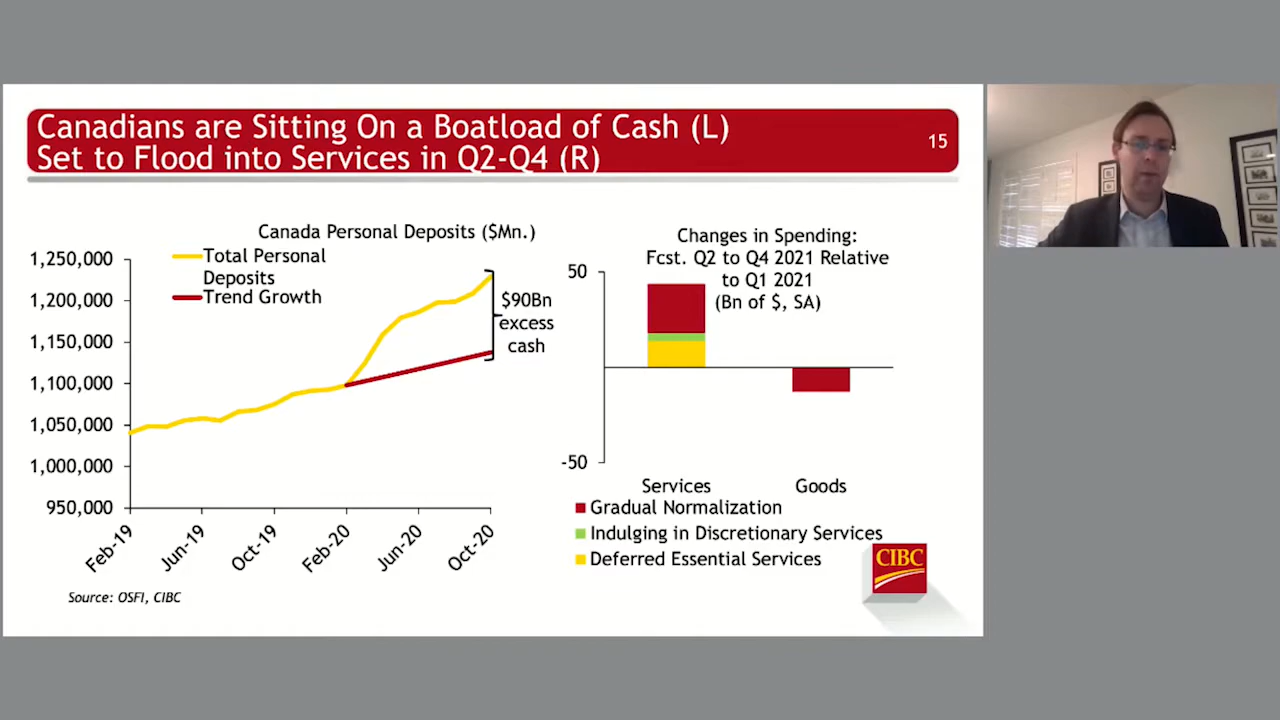 Canadians are Sitting On a Boatload of Cash (L)
Set to Flood into Services in Q2-Q4 (R)
15
Canada Personal Deposits ($Mn.)
1,250,000
1,200,000
1,150,000
1,100,000
1,050,000
1,000,000
950,000
Total Personal
Deposits
Trend Growth
$90Bn
excess
cash
Feb-19
Jun-19
Oct-19
Feb-20
Jun-20
Oct-20
Source: OSFI, CIBC
Changes in Spending:
Fcst. Q2 to Q4 2021 Relative
to Q1 2021
(Bn of $, SA)
50
-50
Services
Goods
Gradual Normalization
Indulging in Discretionary Services
Deferred Essential Services
CIBC